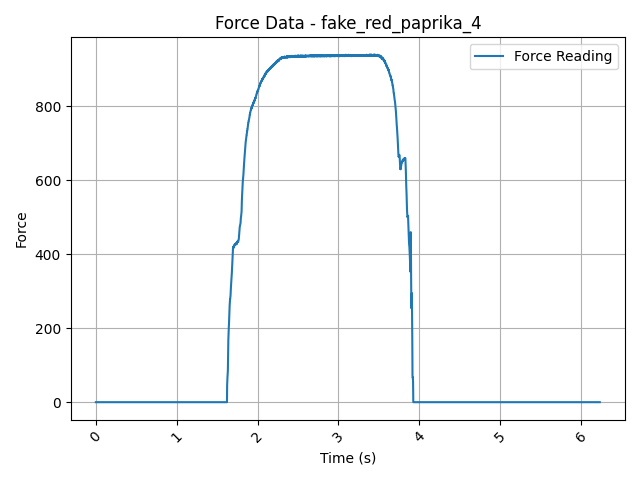 Force Data - fake_red_paprika_4
Force Reading
Force
800
600
400
200
0
0 1 2 3 4 5 6
Time (s)